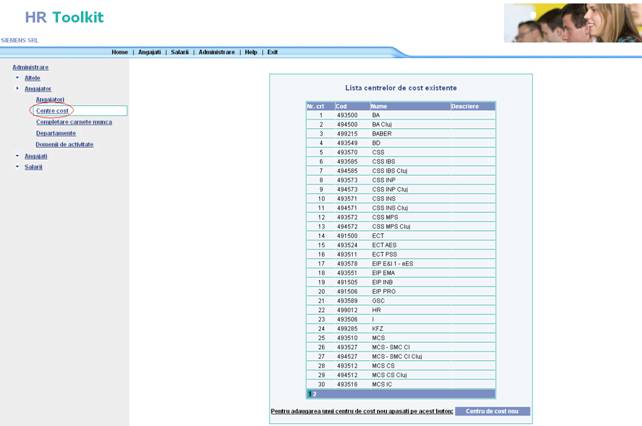 HR Toolkit
SIEMENS SRL
Home | Angajati | Salarii | Administrare | Help | Exit
Administrare
Altele
Angajator
Angajatori
Centre cost
Completare carnete munca
Departamente
Domenii de activitate
Angajati
Salarii
Lista centrelor de cost existente
Nr. crt Cod Nume Descriere
1 493500 BA
2 494500 BA Cluj
3 499215 BABER
4 493549 BD
5 493570 CSS
6 493585 CSS IBS
7 494585 CSS IBS Cluj
8 493573 CSS INP
9 494573 CSS INP Cluj
10 493571 CSS INS
11 494571 CSS INS Cluj
12 493572 CSS MPS
13 494572 CSS MPS Cluj
14 491500 ECT
15 493524 ECT AES
16 493511 ECT PSS
17 493578 EIP E&I 1 - eES
18 493551 EIP EMA
19 491505 EIP INB
20 491506 EIP PRO
21 493589 GSC
22 499012 HR
23 493506 I
24 499285 KFZ
25 493510 MCS
26 493527 MCS - SMC CI
27 494527 MCS - SMC CI Cluj
28 493512 MCS CS
29 494512 MCS CS Cluj
30 493516 MCS IC
1 2
Pentru adaugarea unui centru de cost nou apasati pe acest buton: Centru de cost nou